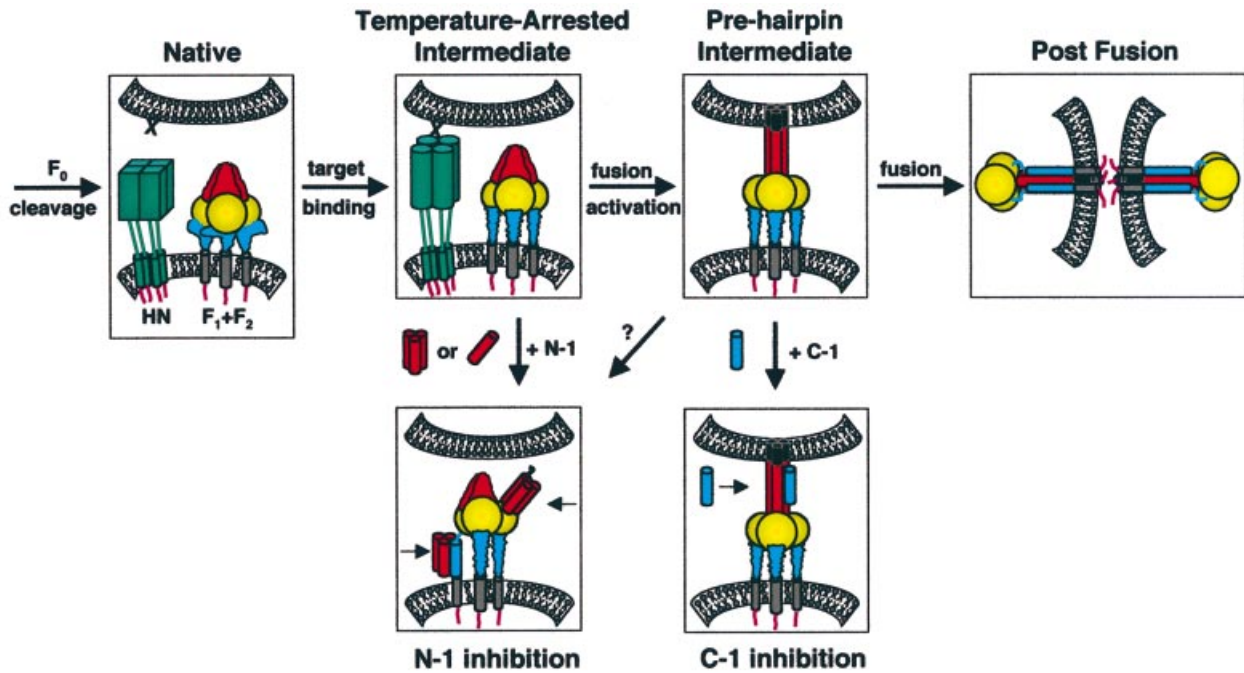 Native
Temperature-Arrested
Intermediate
Pre-hairpin
Intermediate
Post Fusion
F₀
cleavage
X
HN
F₁+F₂
target
binding
X
fusion
activation
fusion
or
+ N-1
?
+ C-1
N-1 inhibition
C-1 inhibition